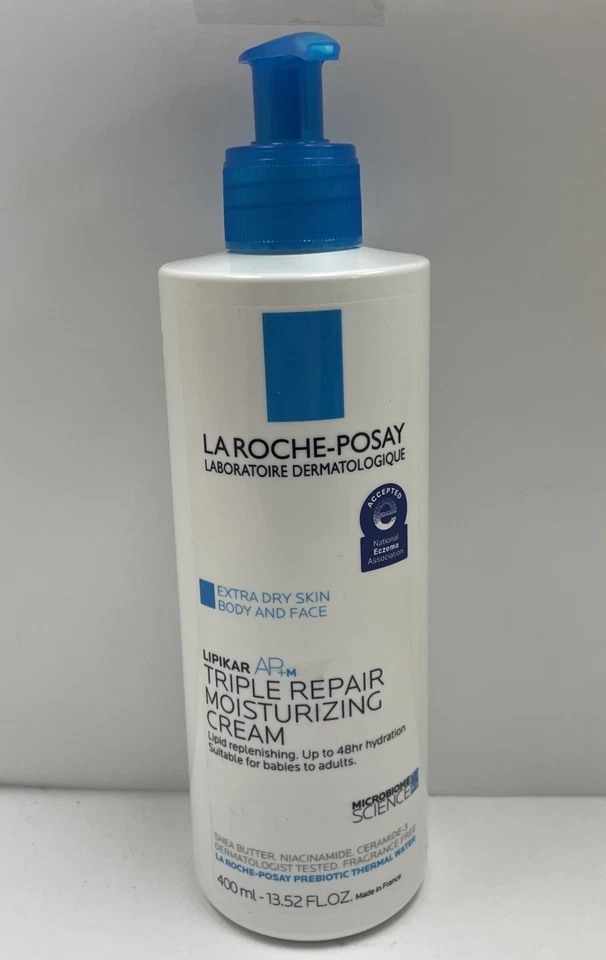 LA ROCHE-POSAY
LABORATOIRE DERMATOLOGIQUE
ACCEPTED
National
Eczema
Association
EXTRA DRY SKIN
BODY AND FACE
LIPIKAR AP+M
TRIPLE REPAIR
MOISTURIZING
CREAM
Lipid replenishing. Up to 48hr hydration
Suitable for babies to adults.
MICROBIOME
SCIENCE
SHEA BUTTER. NIACINAMIDE. CERAMIDE-3
DERMATOLOGIST TESTED. FRAGRANCE FREE
LA ROCHE-POSAY PREBIOTIC THERMAL WATER
400 ml - 13.52 FL.OZ. Made in France